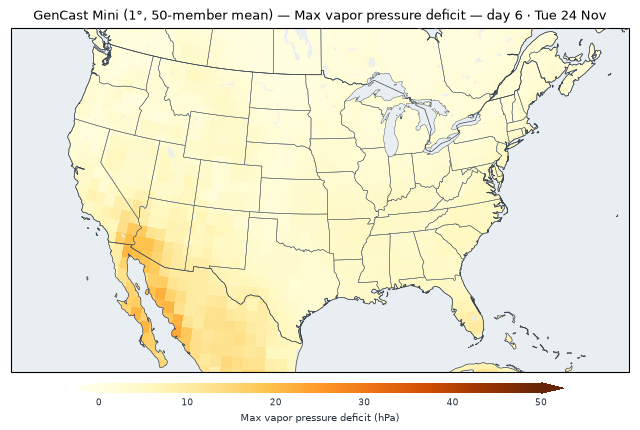 GenCast Mini (1°, 50-member mean) — Max vapor pressure deficit — day 6 · Tue 24 Nov
0 10 20 30 40 50
Max vapor pressure deficit (hPa)